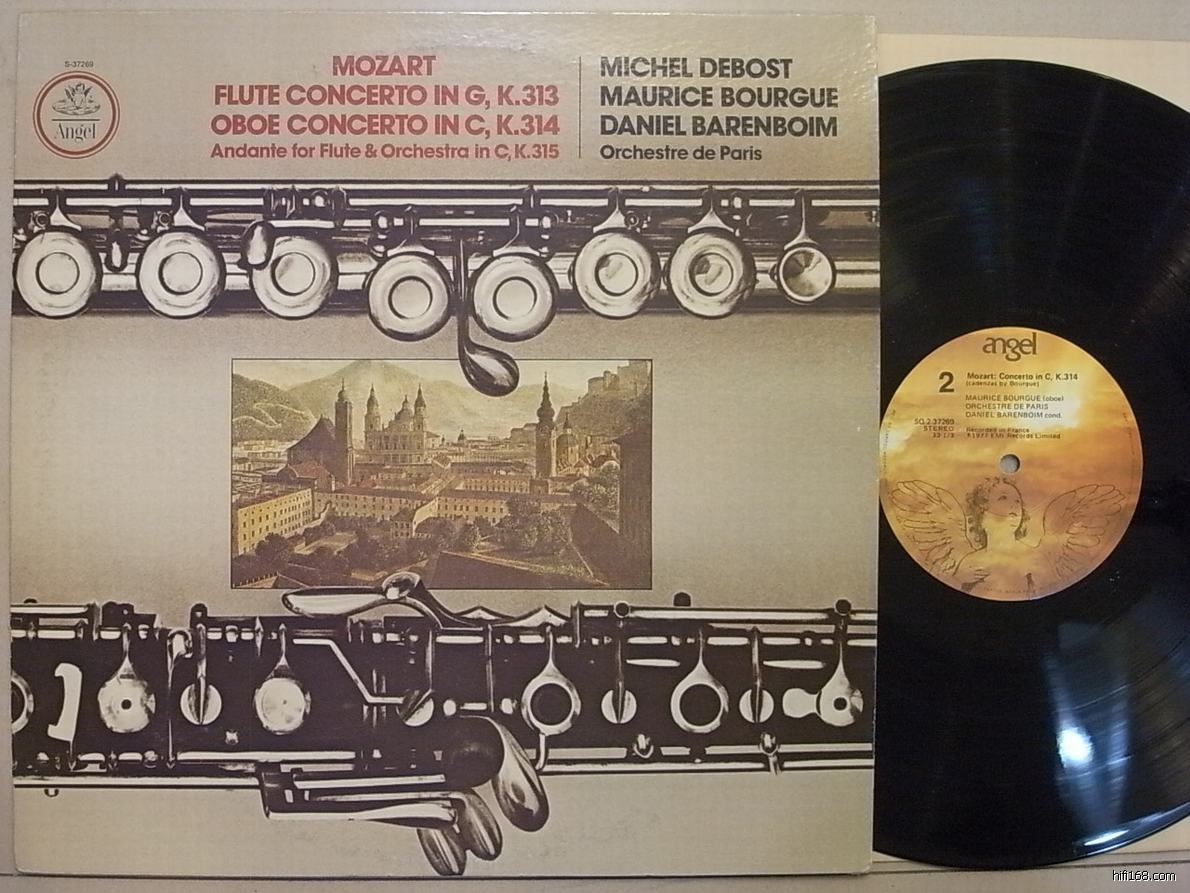 S-37269
Angel
MOZART
FLUTE CONCERTO IN G, K.313
OBOE CONCERTO IN C, K.314
Andante for Flute & Orchestra in C, K.315
MICHEL DEBOST
MAURICE BOURGUE
DANIEL BARENBOIM
Orchestre de Paris
angel
2
Mozart: Concerto in C, K.314
(cadenzas by Bourgue)
MAURICE BOURGUE (oboe)
ORCHESTRE DE PARIS
DANIEL BARENBOIM cond.
SQ.2.37269
STEREO
33-1/3
Recorded in France
℗1977 EMI Records Limited
hifi168.com